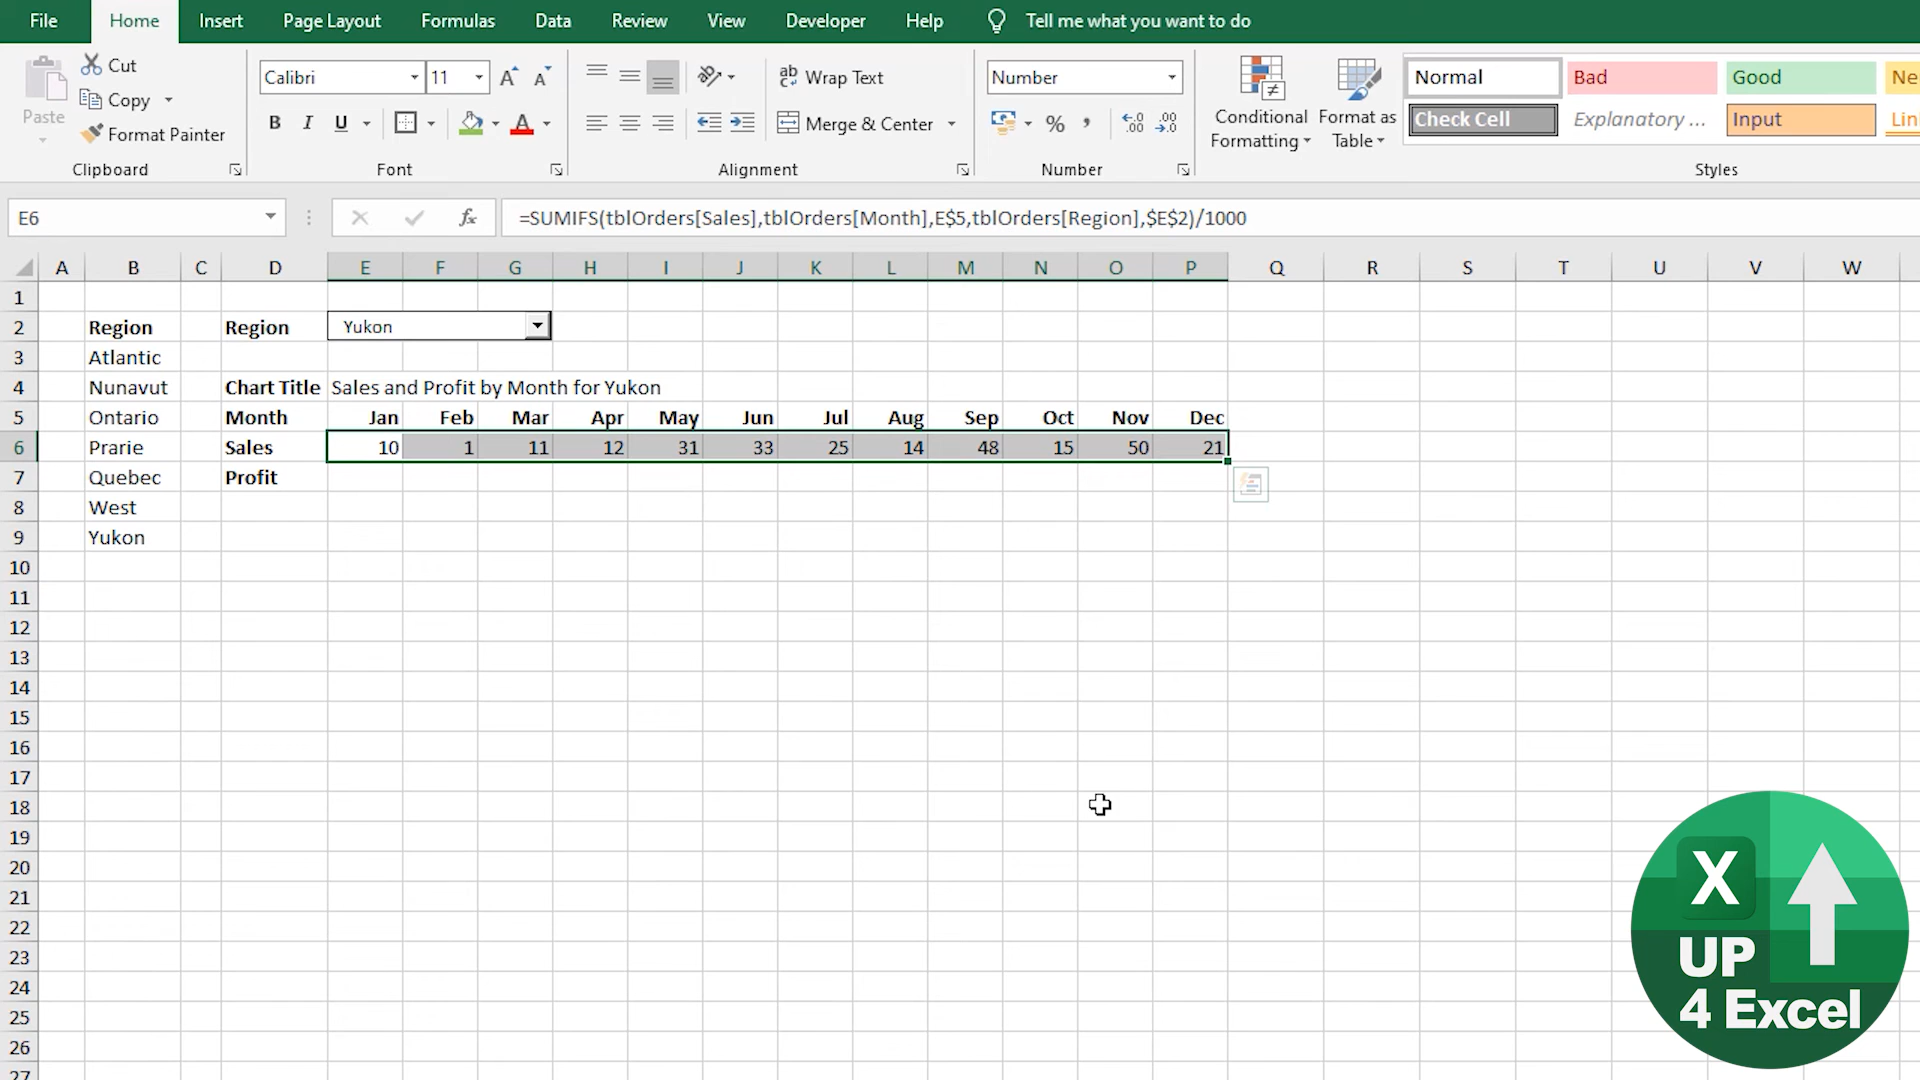 File Home Insert Page Layout Formulas Data Review View Developer Help Tell me what you want to do
Paste Cut Calibri 11 ab Wrap Text Number Normal Bad Good Ne
Copy Conditional Formatting Format as Table
Format Painter B I U Merge & Center % , Check Cell Explanatory ... Input Lin
Clipboard Font Alignment Number Styles
E6 fx =SUMIFS(tblOrders[Sales],tblOrders[Month],E$5,tblOrders[Region],$E$2)/1000
A B C D E F G H I J K L M N O P Q R S T U V W
1
2 Region Region Yukon
3 Atlantic
4 Nunavut Chart Title Sales and Profit by Month for Yukon
5 Ontario Month Jan Feb Mar Apr May Jun Jul Aug Sep Oct Nov Dec
6 Prarie Sales 10 1 11 12 31 33 25 14 48 15 50 21
7 Quebec Profit
8 West
9 Yukon
10
11
12
13
14
15
16
17
18
19
20
21
22
23
24
25
26
27
X
UP
4 Excel